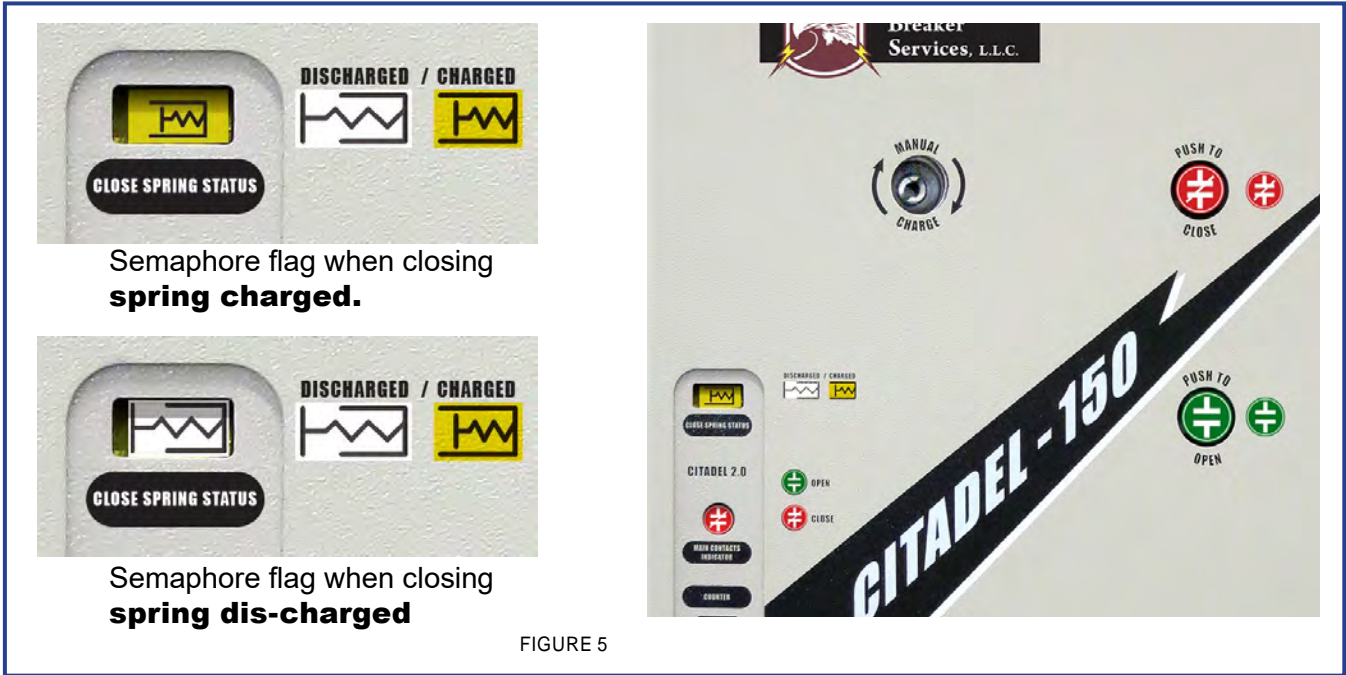 DISCHARGED / CHARGED
CLOSE SPRING STATUS
Semaphore flag when closing
spring charged.
DISCHARGED / CHARGED
CLOSE SPRING STATUS
Semaphore flag when closing
spring dis-charged
Breaker
Services, L.L.C.
MANUAL
CHARGE
PUSH TO
CLOSE
DISCHARGED / CHARGED
CLOSE SPRING STATUS
CITADEL 2.0
OPEN
CLOSE
MAIN CONTACTS
INDICATOR
COUNTER
CITADEL-150
PUSH TO
OPEN
FIGURE 5